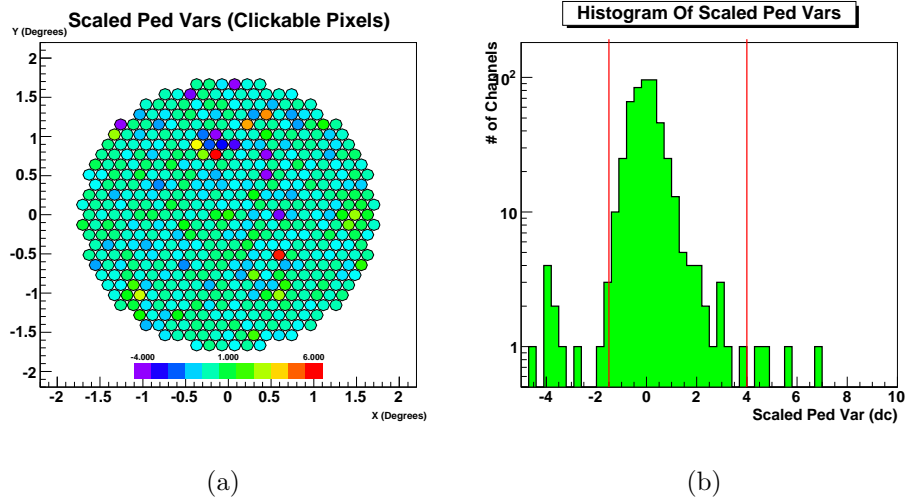 Scaled Ped Vars (Clickable Pixels)
Y (Degrees)
2
1.5
1
0.5
0
-0.5
-1
-1.5
-2
-4.000 1.000 6.000
-2 -1.5 -1 -0.5 0 0.5 1 1.5 2
X (Degrees)
(a)
Histogram Of Scaled Ped Vars
# of Channels
10²
10
1
-4 -2 0 2 4 6 8 10
Scaled Ped Var (dc)
(b)